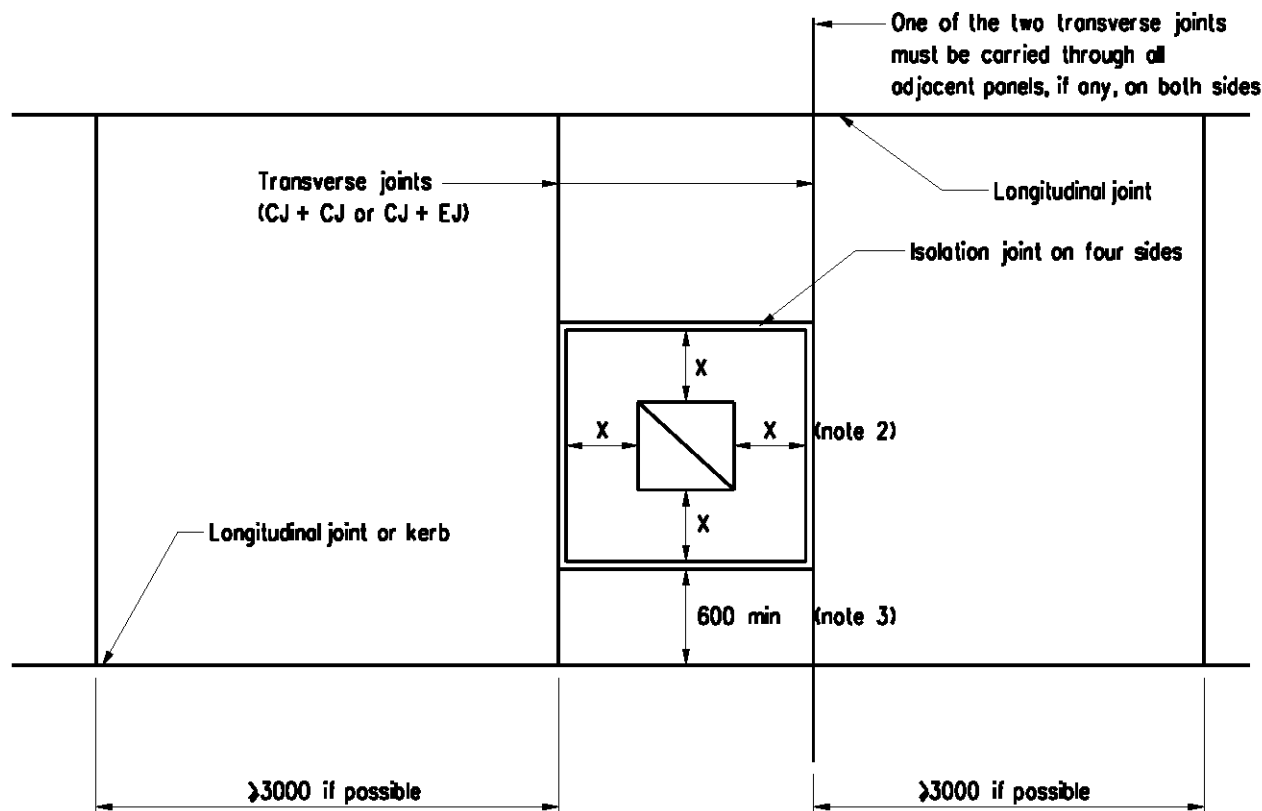 One of the two transverse joints
must be carried through all
adjacent panels, if any, on both sides
Transverse joints
(CJ + CJ or CJ + EJ)
Longitudinal joint
Isolation joint on four sides
X
X
X
(note 2)
X
Longitudinal joint or kerb
600 min
(note 3)
⩾3000 if possible
⩾3000 if possible